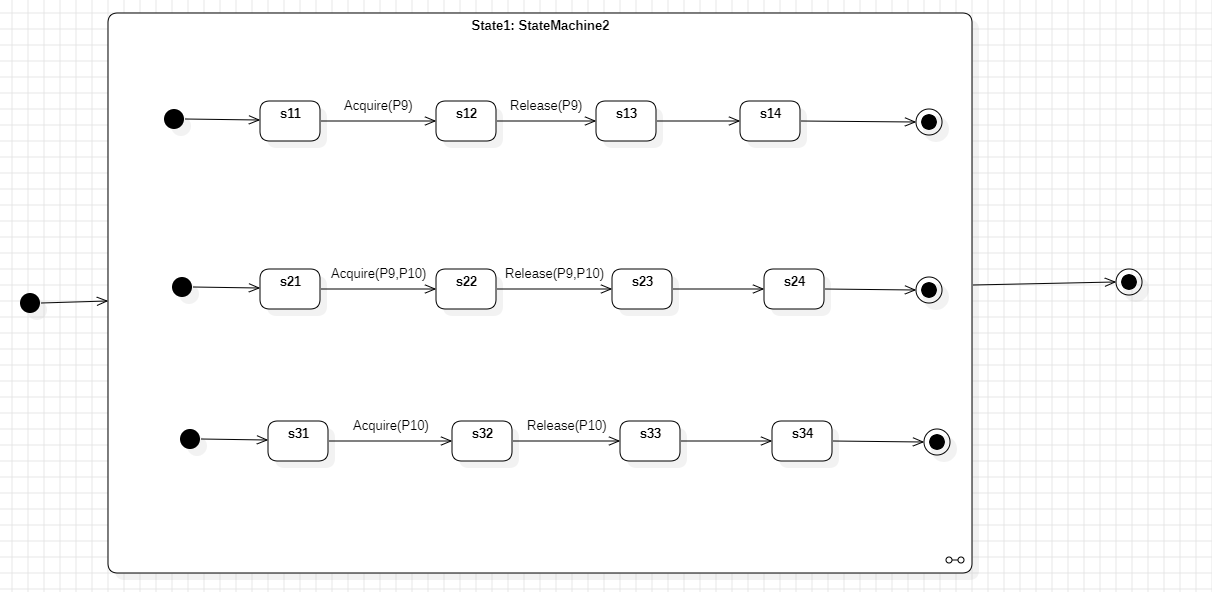 State1: StateMachine2
Acquire(P9)
Release(P9)
s11
s12
s13
s14
Acquire(P9,P10)
Release(P9,P10)
s21
s22
s23
s24
Acquire(P10)
Release(P10)
s31
s32
s33
s34